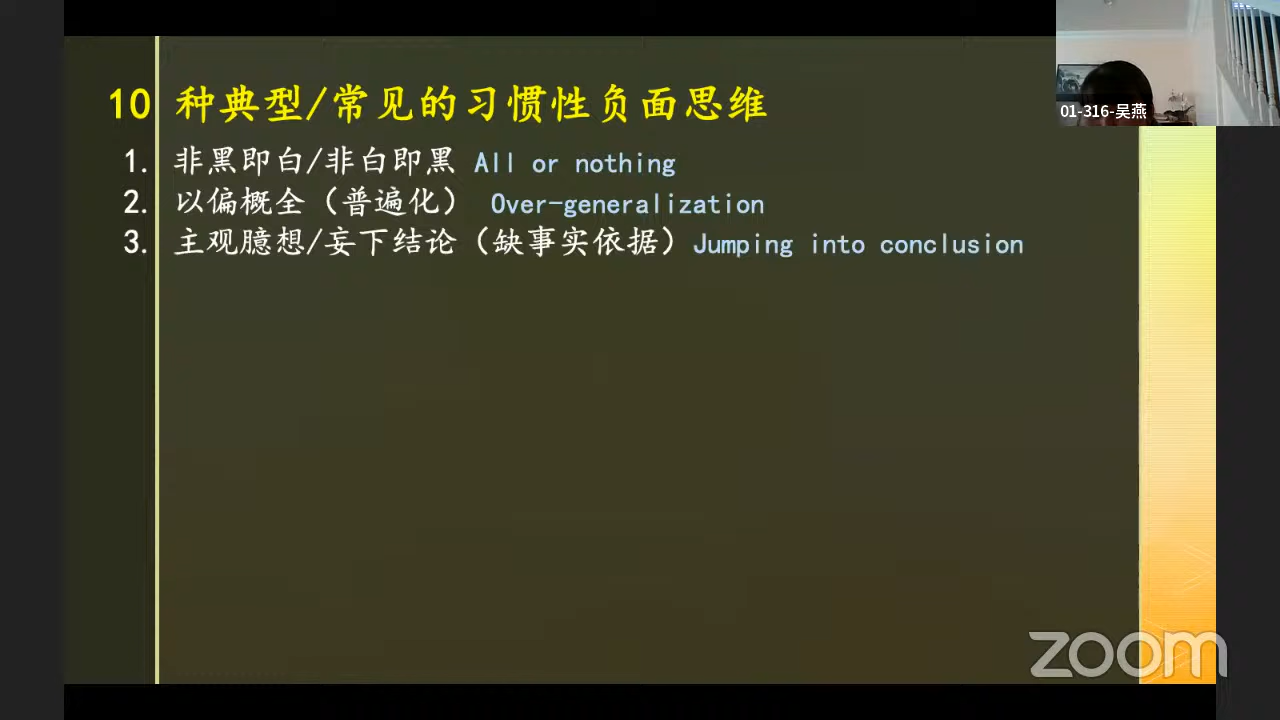 10 种典型/常见的习惯性负面思维
1. 非黑即白/非白即黑 All or nothing
2. 以偏概全（普遍化） Over-generalization
3. 主观臆想/妄下结论（缺事实依据）Jumping into conclusion
01-316-吴燕
zoom